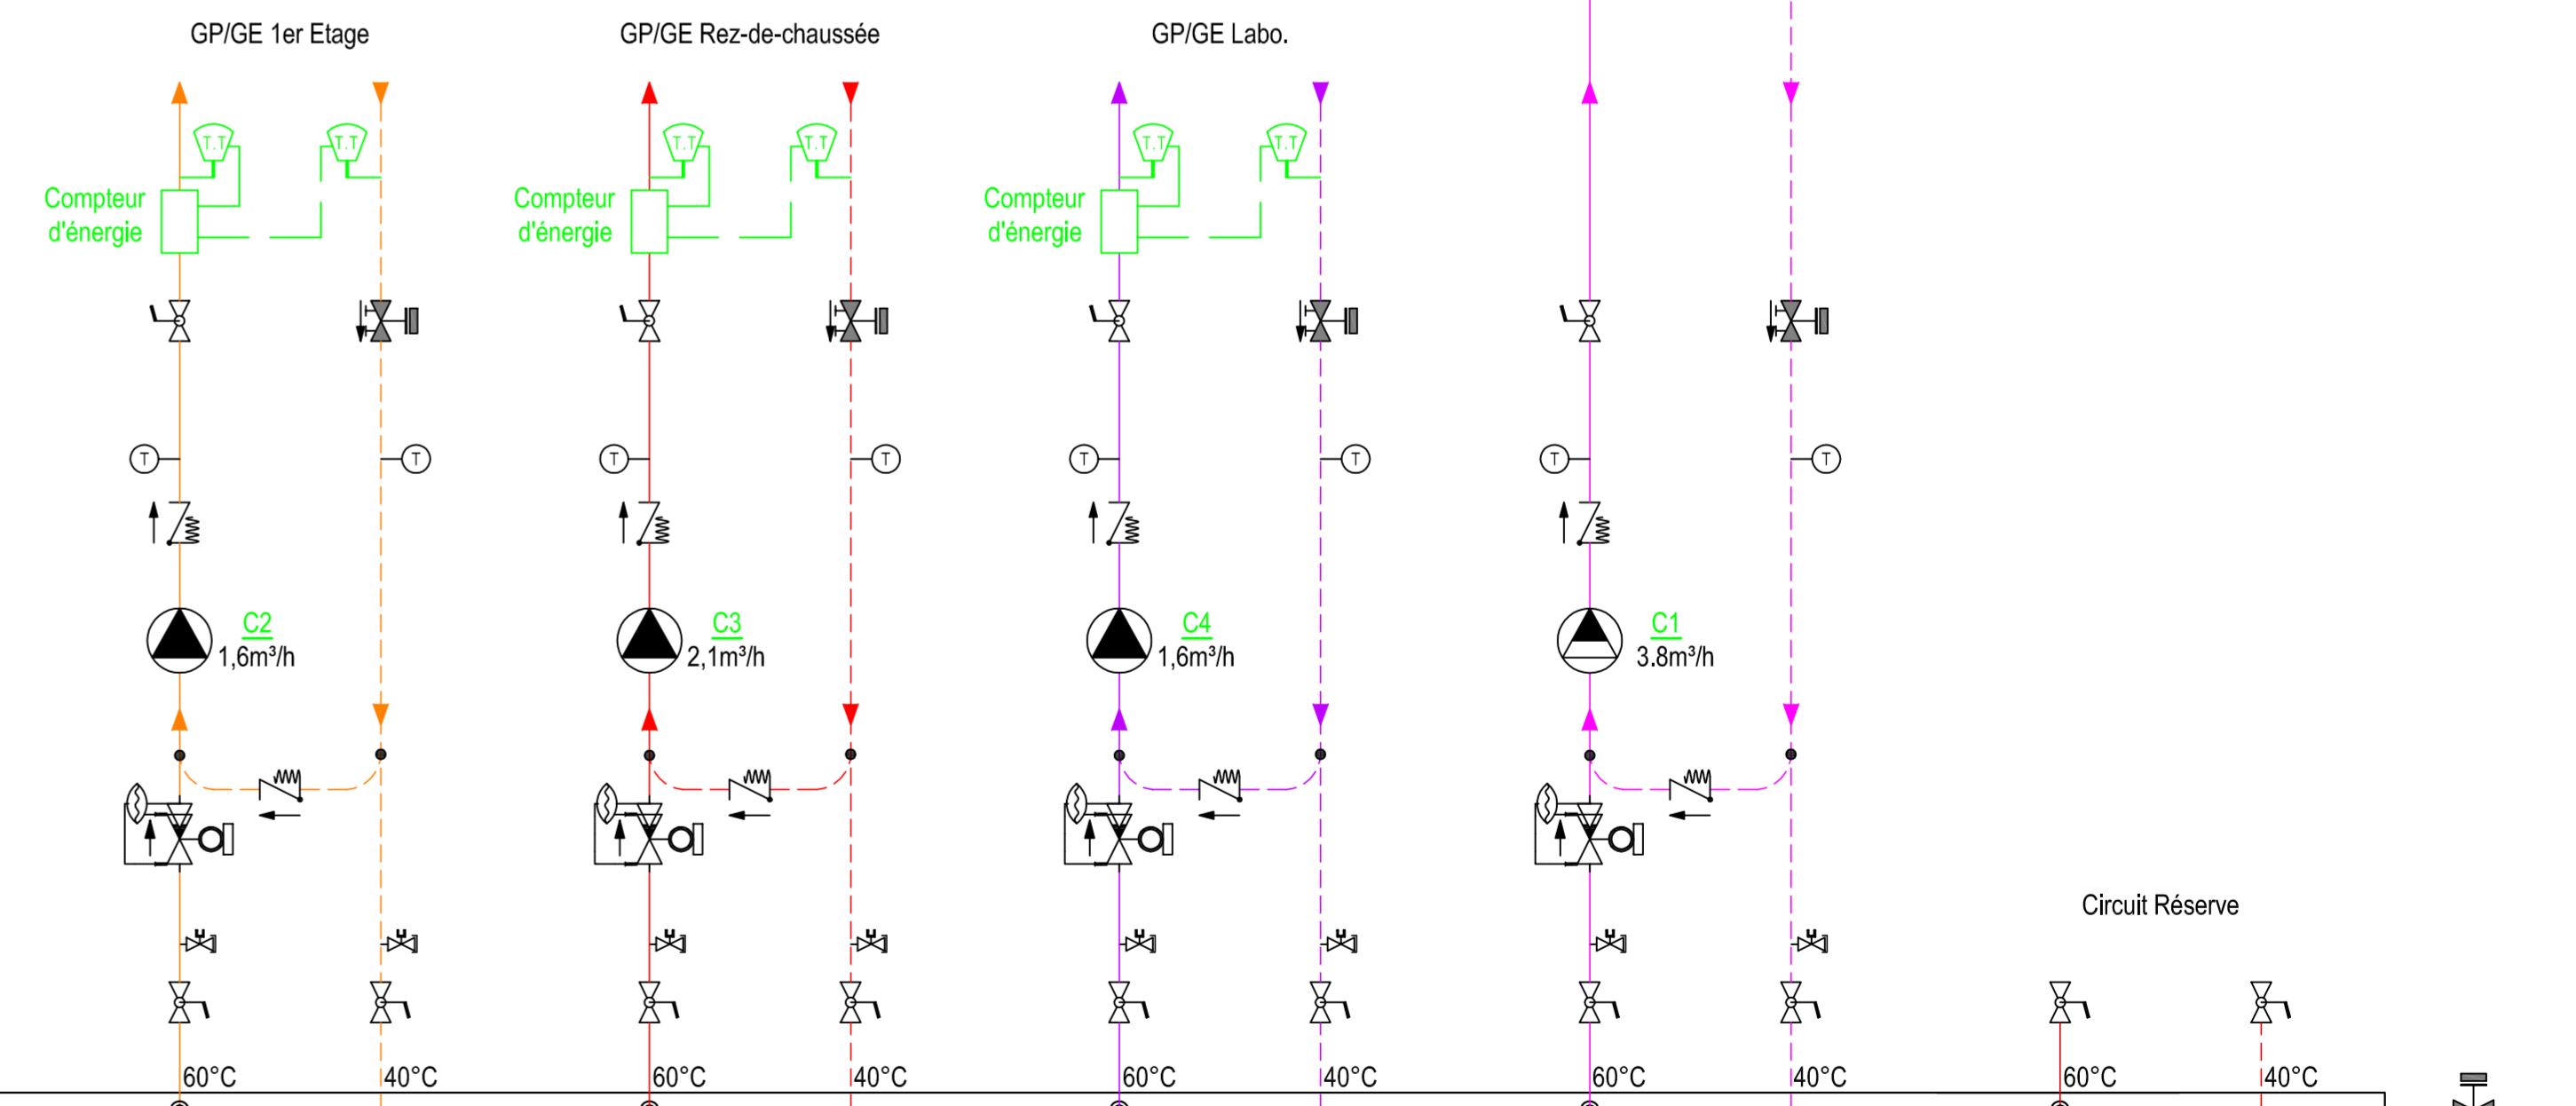 GP/GE 1er Etage
GP/GE Rez-de-chaussée
GP/GE Labo.
T.T
T.T
T.T
T.T
T.T
T.T
Compteur
d'énergie
Compteur
d'énergie
Compteur
d'énergie
T
T
T
T
T
T
T
T
C2
1,6m³/h
C3
2,1m³/h
C4
1,6m³/h
C1
3.8m³/h
Circuit Réserve
60°C
40°C
60°C
40°C
60°C
40°C
60°C
40°C
60°C
40°C